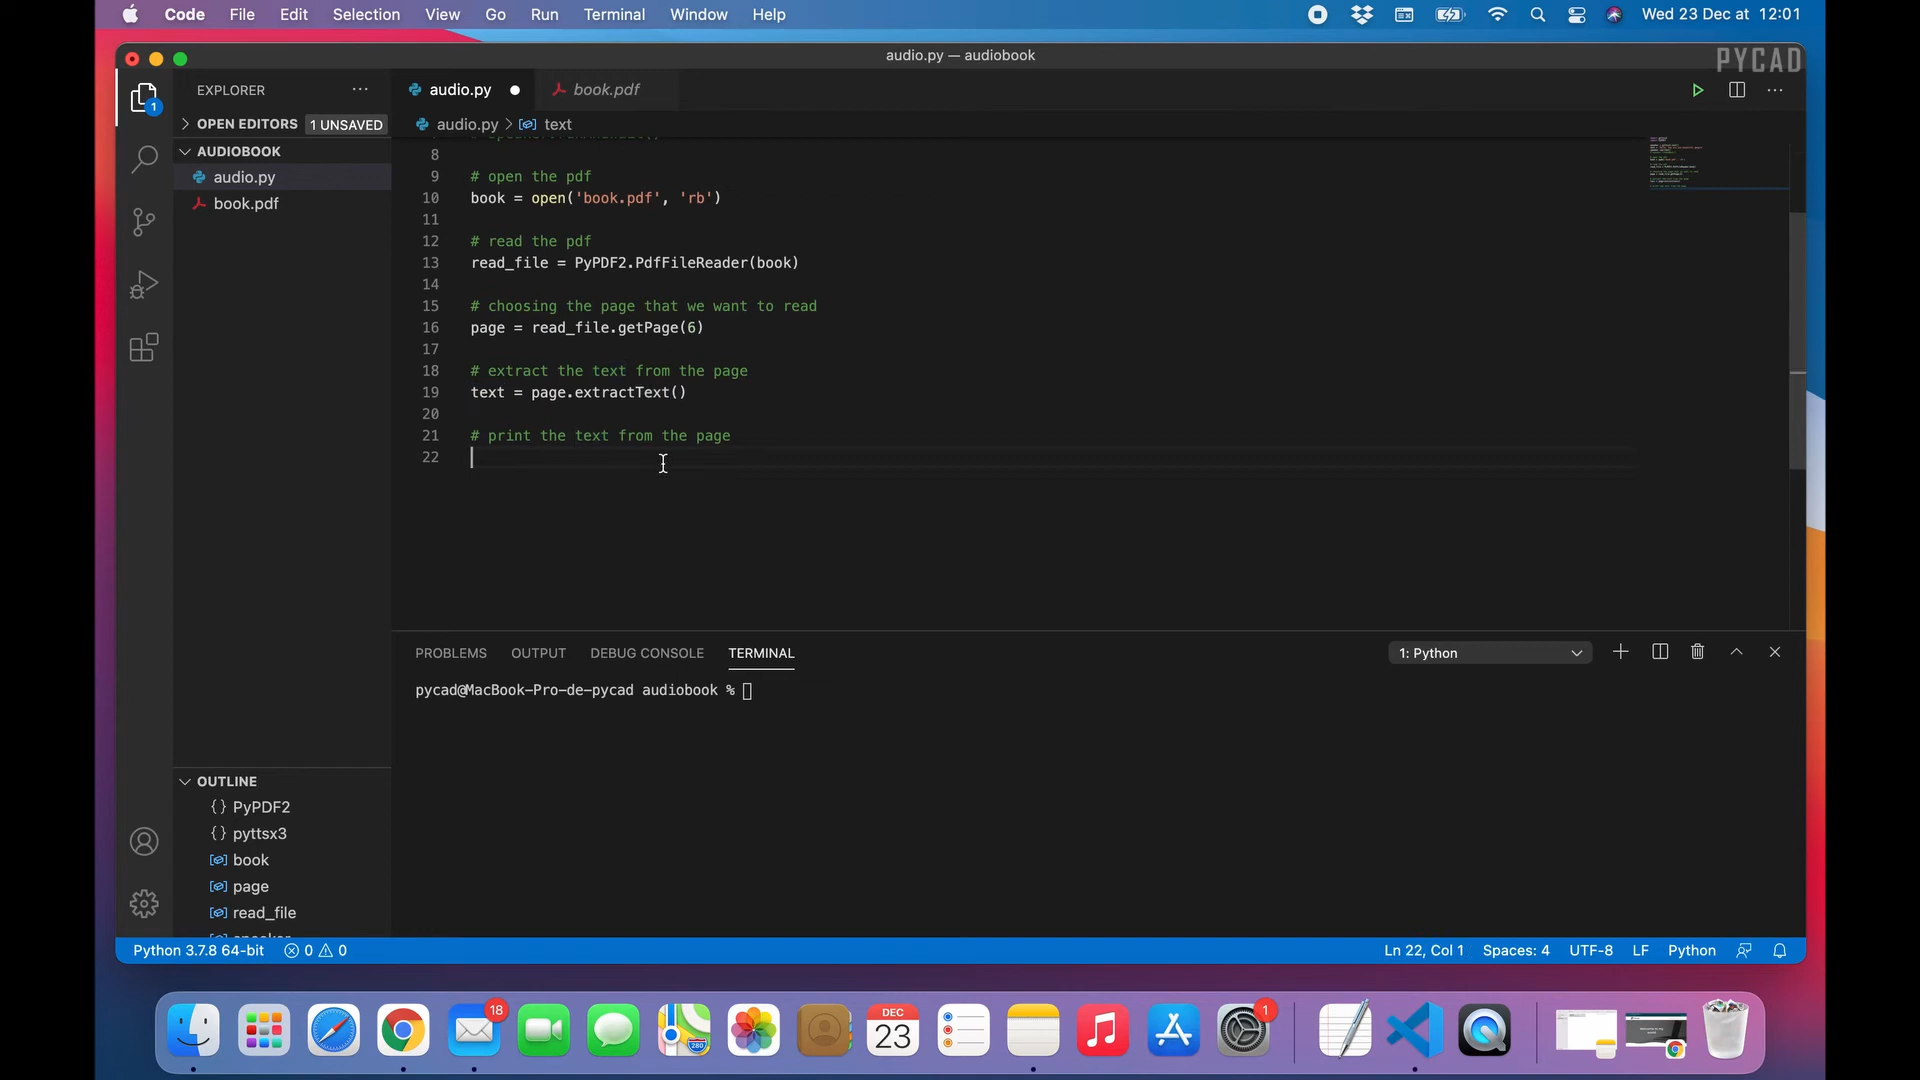 Code File Edit Selection View Go Run Terminal Window Help Wed 23 Dec at 12:01
audio.py — audiobook
PYCAD
EXPLORER
audio.py book.pdf
OPEN EDITORS 1 UNSAVED
audio.py > text
AUDIOBOOK
audio.py
book.pdf
1
8
9 # open the pdf
10 book = open('book.pdf', 'rb')
11
12 # read the pdf
13 read_file = PyPDF2.PdfFileReader(book)
14
15 # choosing the page that we want to read
16 page = read_file.getPage(6)
17
18 # extract the text from the page
19 text = page.extractText()
20
21 # print the text from the page
22
PROBLEMS OUTPUT DEBUG CONSOLE TERMINAL 1: Python
pycad@MacBook-Pro-de-pycad audiobook %
OUTLINE
{} PyPDF2
{} pyttsx3
book
page
read_file
Python 3.7.8 64-bit 0 0 Ln 22, Col 1 Spaces: 4 UTF-8 LF Python
18
DEC
23
280
1